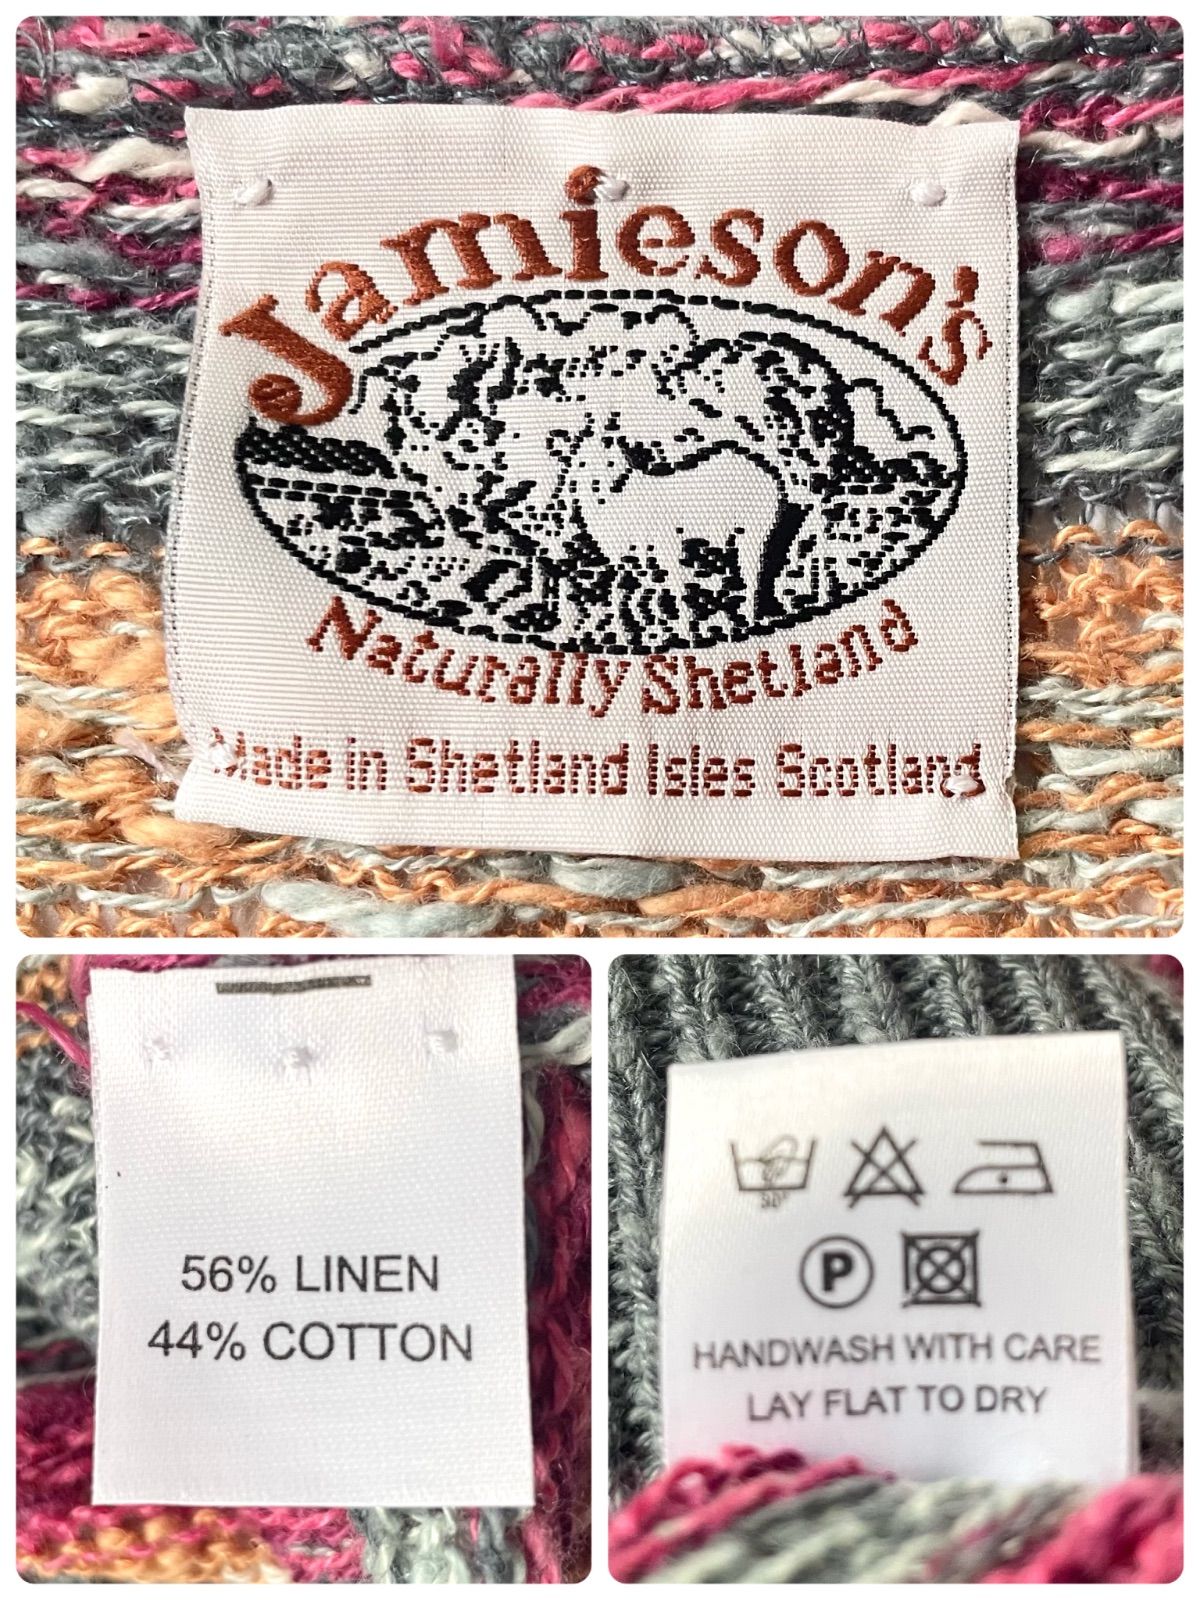 Jamieson's
Naturally Shetland
Made in Shetland Isles Scotland
56% LINEN
44% COTTON
30°
P
HANDWASH WITH CARE
LAY FLAT TO DRY